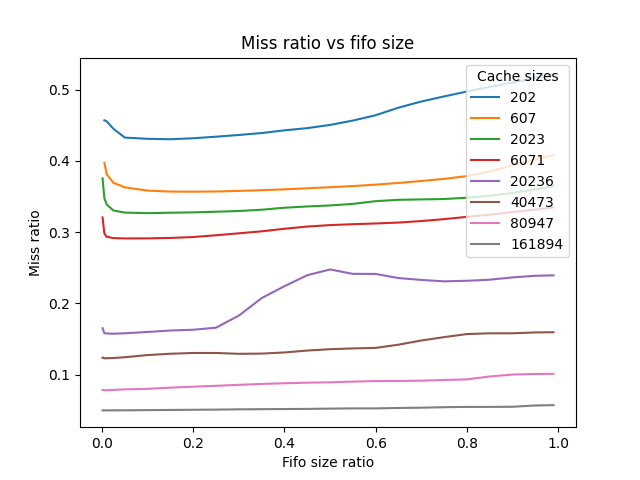 Miss ratio vs fifo size
Cache sizes
202
607
2023
6071
20236
40473
80947
161894
Miss ratio
0.5
0.4
0.3
0.2
0.1
0.0 0.2 0.4 0.6 0.8 1.0
Fifo size ratio